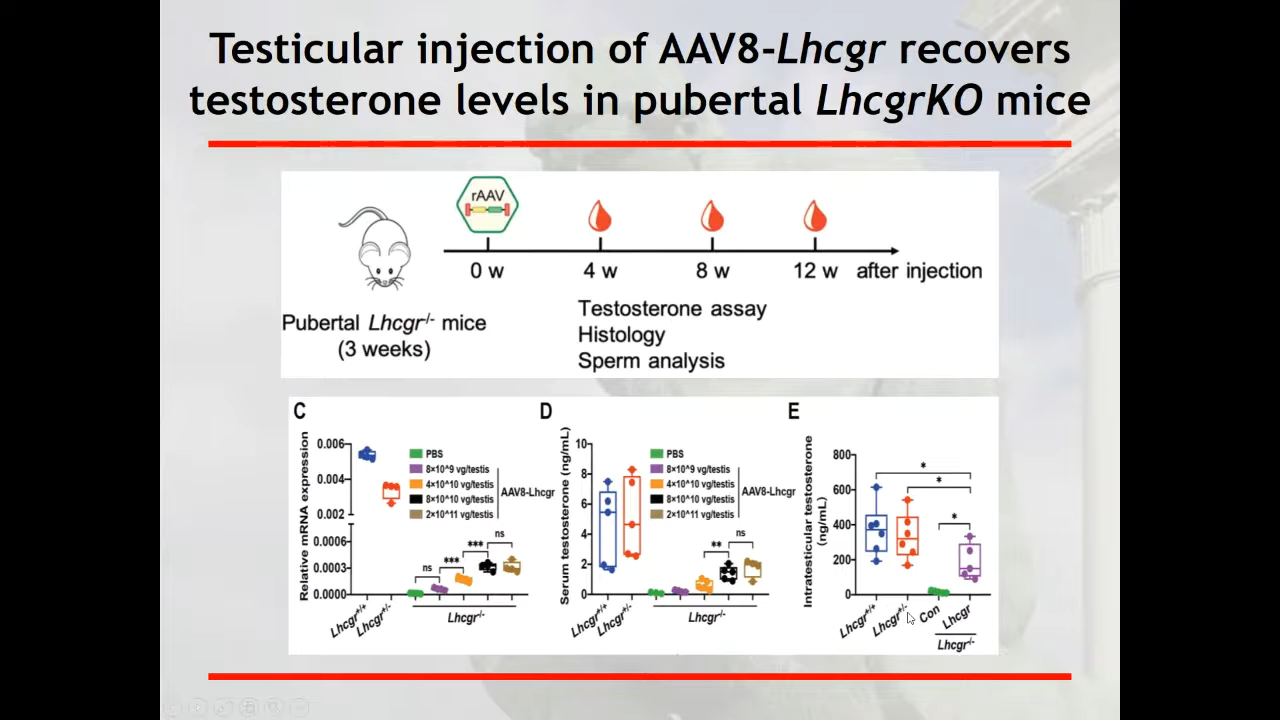 Testicular injection of AAV8-Lhcgr recovers
testosterone levels in pubertal LhcgrKO mice
rAAV
0 w
4 w
8 w
12 w
after injection
Pubertal Lhcgr-/- mice
(3 weeks)
Testosterone assay
Histology
Sperm analysis
C
Relative mRNA expression
0.006
0.004
0.002
0.0006
0.0003
0.0000
PBS
8×10^9 vg/testis
4×10^10 vg/testis
8×10^10 vg/testis
2×10^11 vg/testis
AAV8-Lhcgr
ns
***
***
ns
Lhcgr+/+
Lhcgr+/-
Lhcgr-/-
D
Serum testosterone (ng/mL)
10
8
6
4
2
0
PBS
8×10^9 vg/testis
4×10^10 vg/testis
8×10^10 vg/testis
2×10^11 vg/testis
AAV8-Lhcgr
**
ns
Lhcgr+/+
Lhcgr+/-
Lhcgr-/-
E
Intratesticular testosterone
(ng/mL)
800
600
400
200
0
*
*
*
Lhcgr+/+
Lhcgr+/-
Con
Lhcgr
Lhcgr-/-